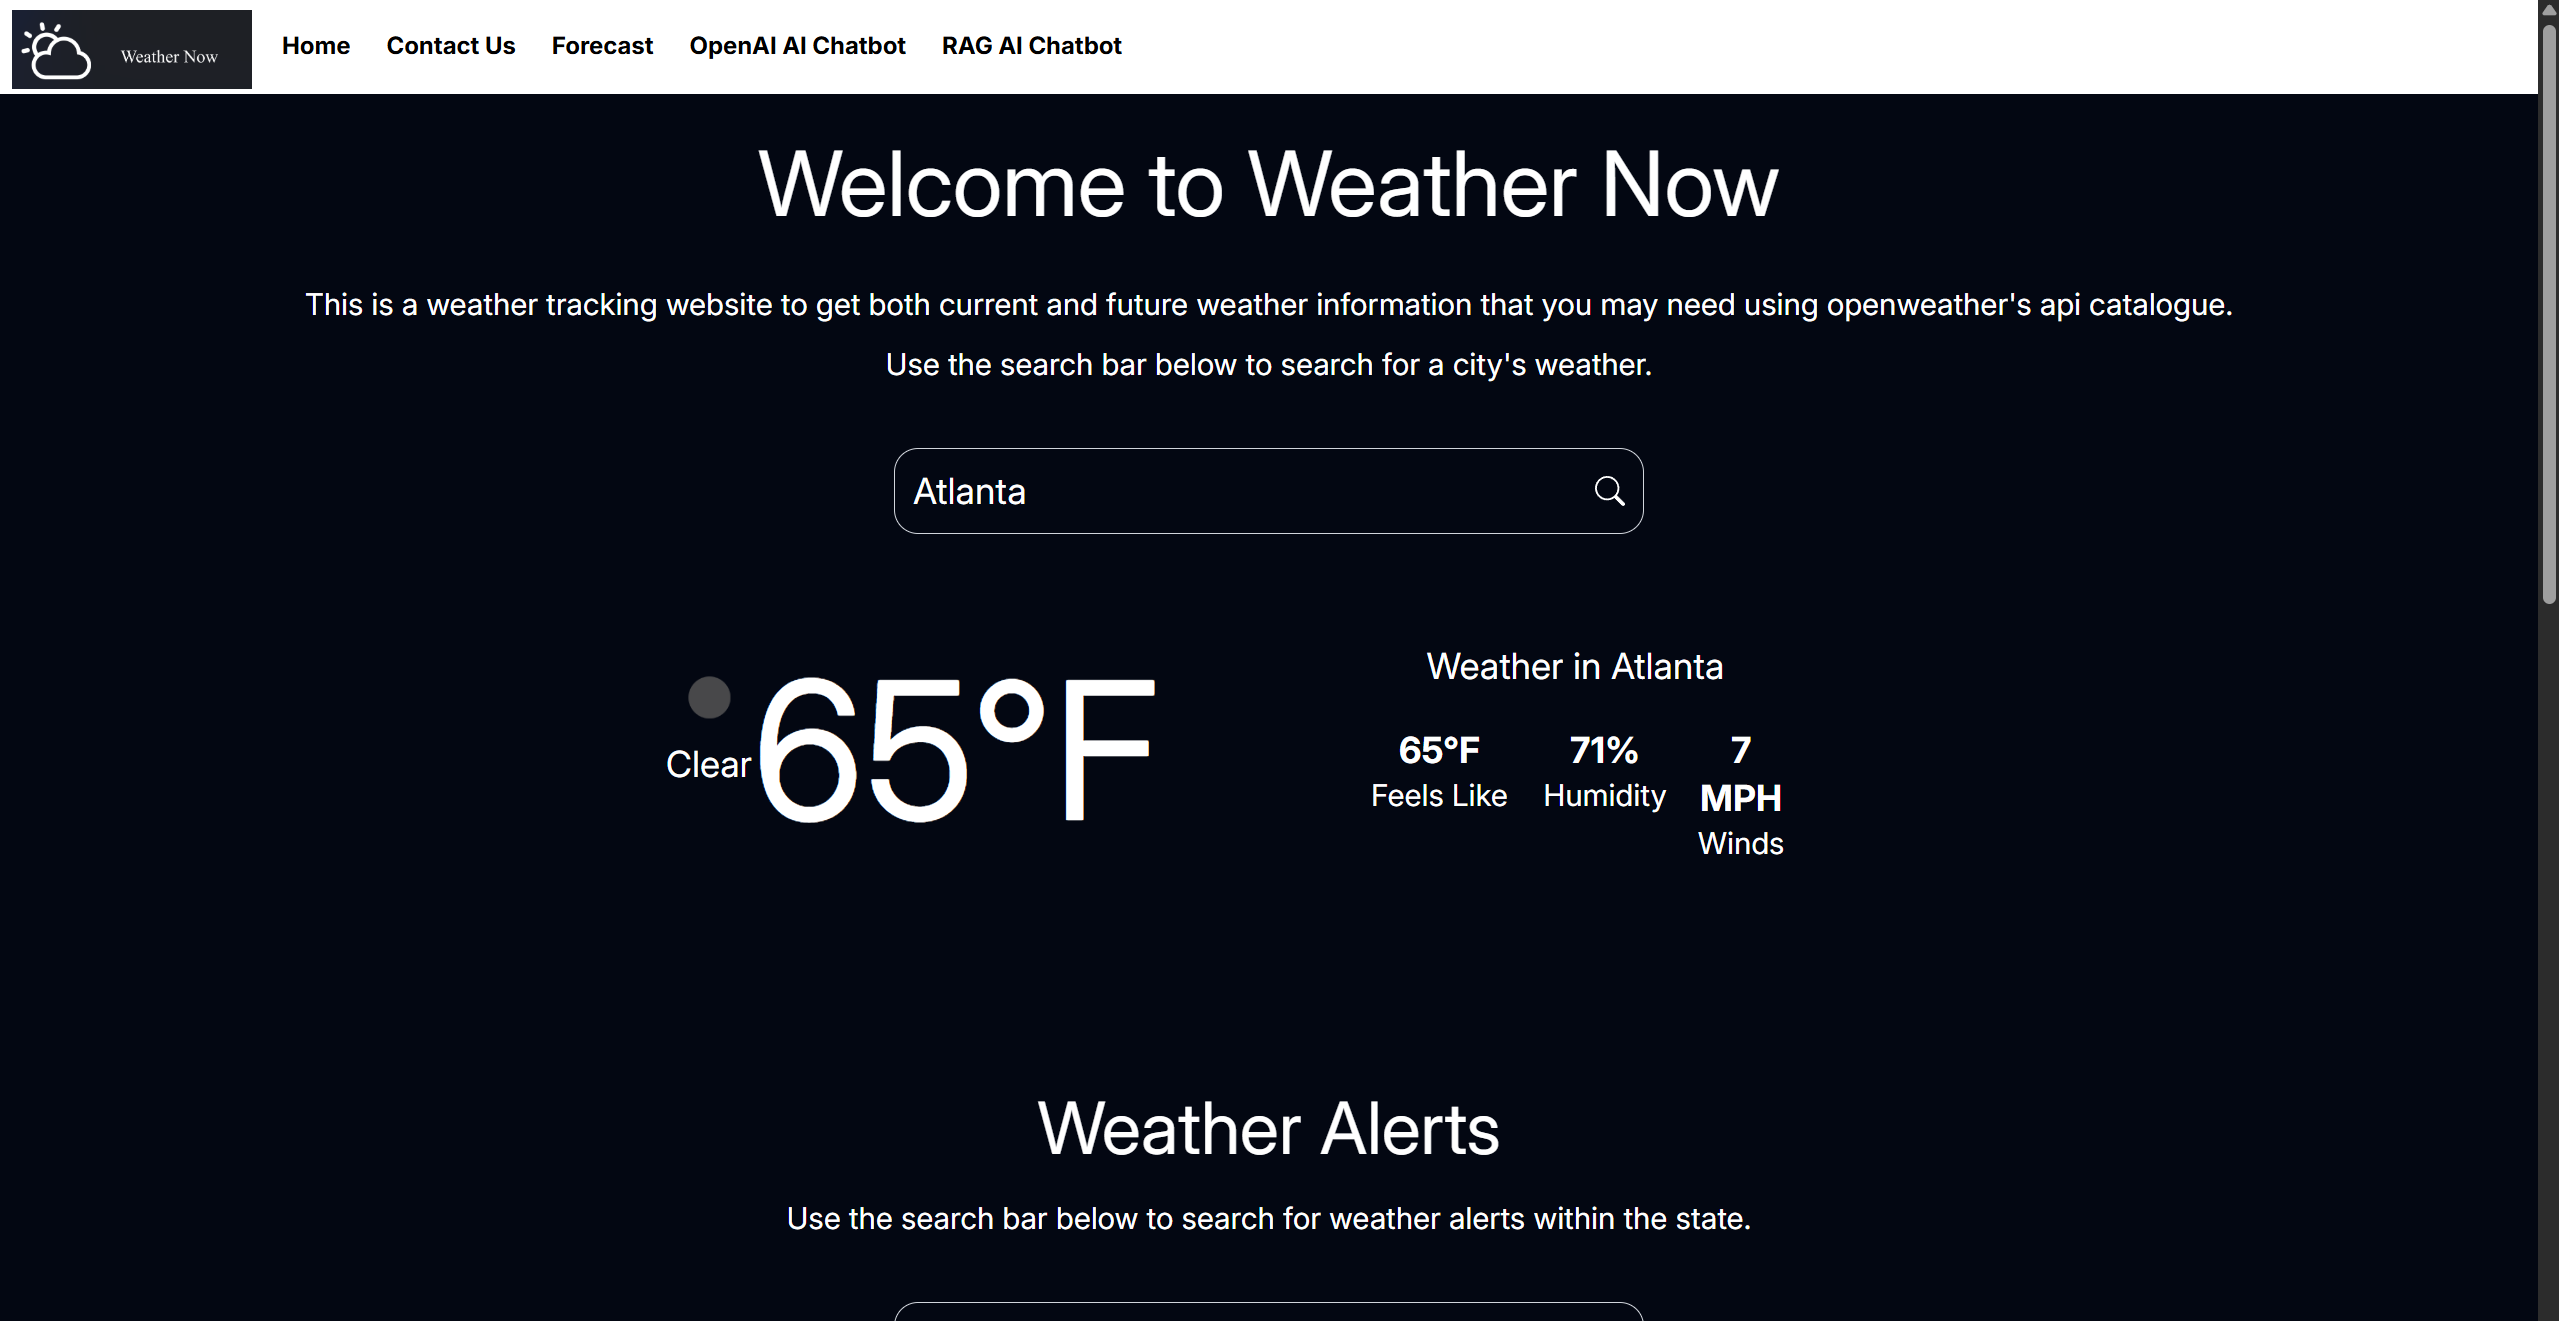 Weather Now
Home Contact Us Forecast OpenAI AI Chatbot RAG AI Chatbot
Welcome to Weather Now
This is a weather tracking website to get both current and future weather information that you may need using openweather's api catalogue.
Use the search bar below to search for a city's weather.
Atlanta
Clear
65°F
Weather in Atlanta
65°F
Feels Like
71%
Humidity
7
MPH
Winds
Weather Alerts
Use the search bar below to search for weather alerts within the state.